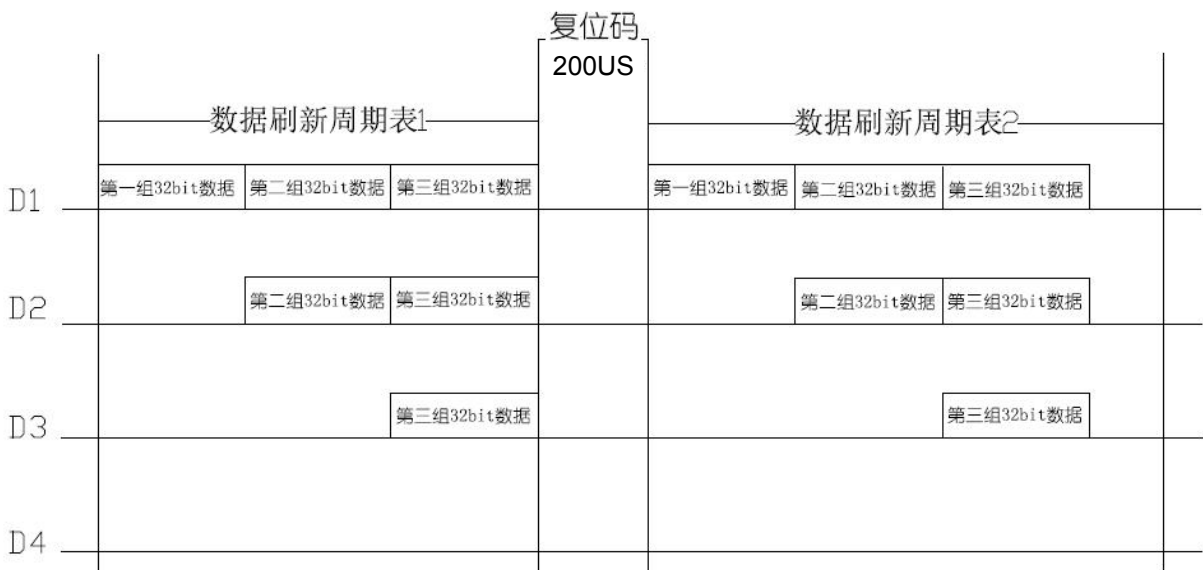 复位码
200US
数据刷新周期表1
数据刷新周期表2
D1
第一组32bit数据
第二组32bit数据
第三组32bit数据
第一组32bit数据
第二组32bit数据
第三组32bit数据
D2
第二组32bit数据
第三组32bit数据
第二组32bit数据
第三组32bit数据
D3
第三组32bit数据
第三组32bit数据
D4